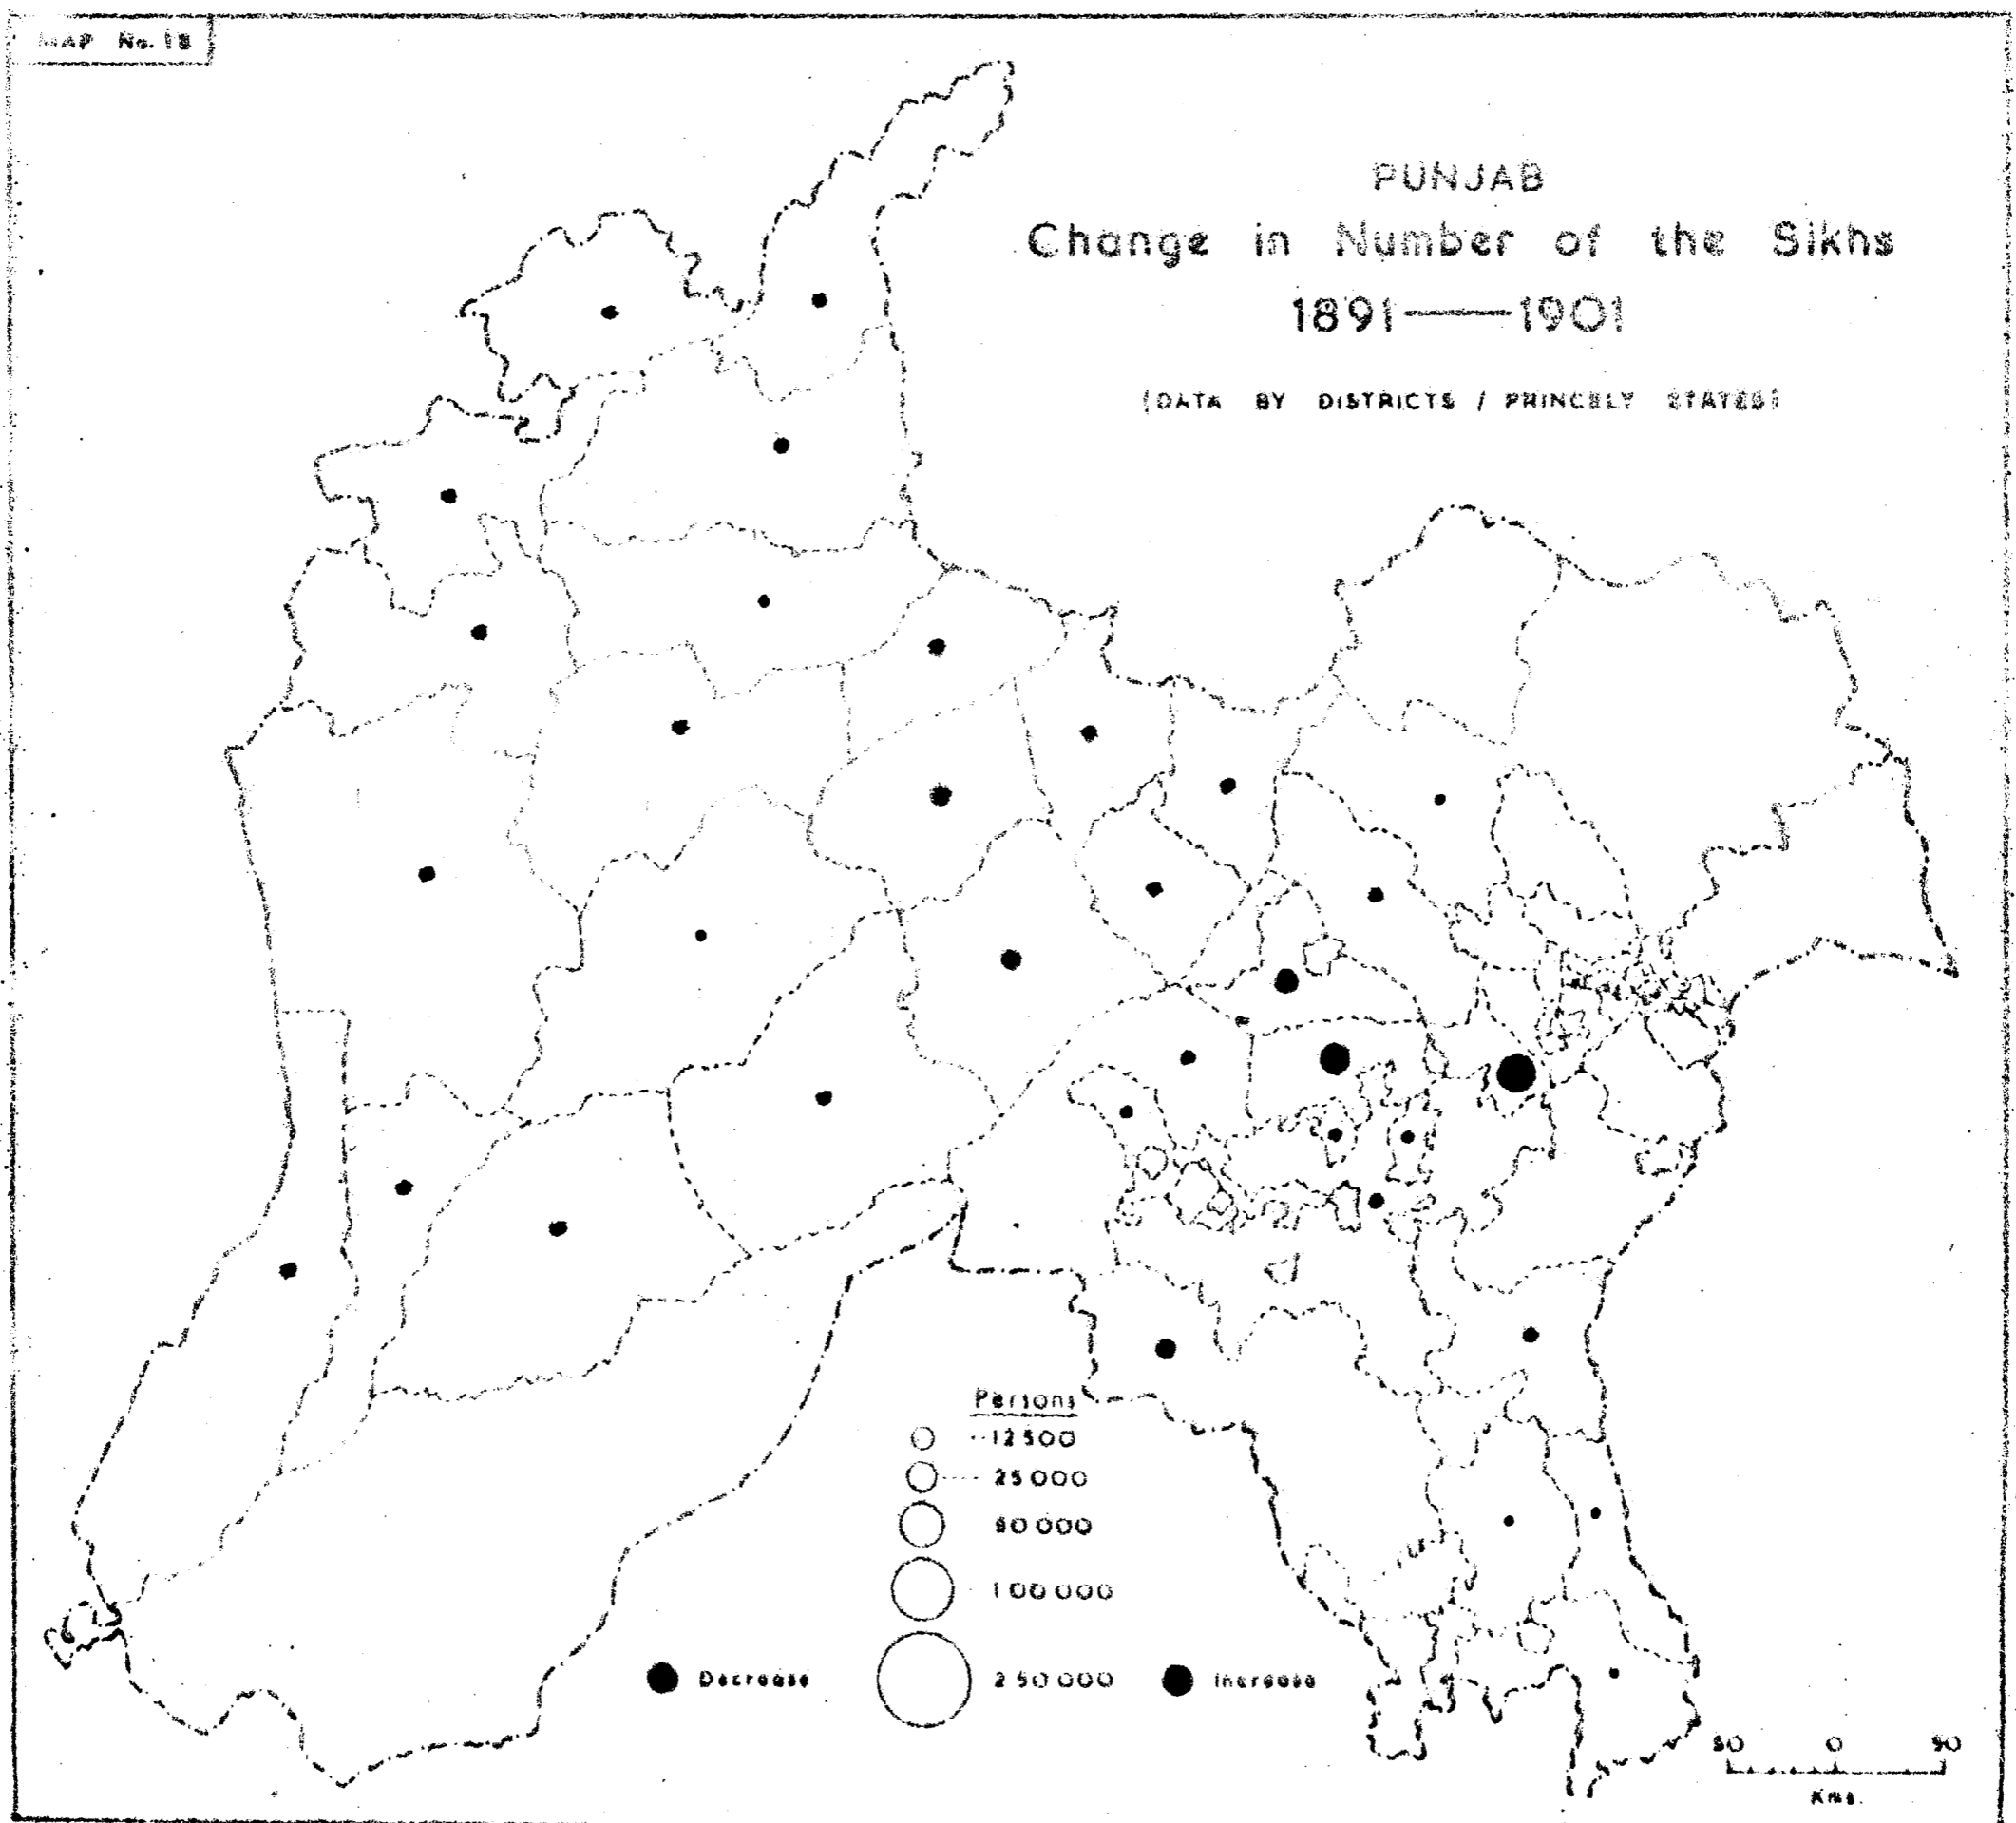 MAP No. 18
PUNJAB
Change in Number of the Sikhs
1891—1901
(DATA BY DISTRICTS / PRINCELY STATES)
Persons
12500
25000
50000
100000
250000
Decrease
Increase
50 0 50
Kms.